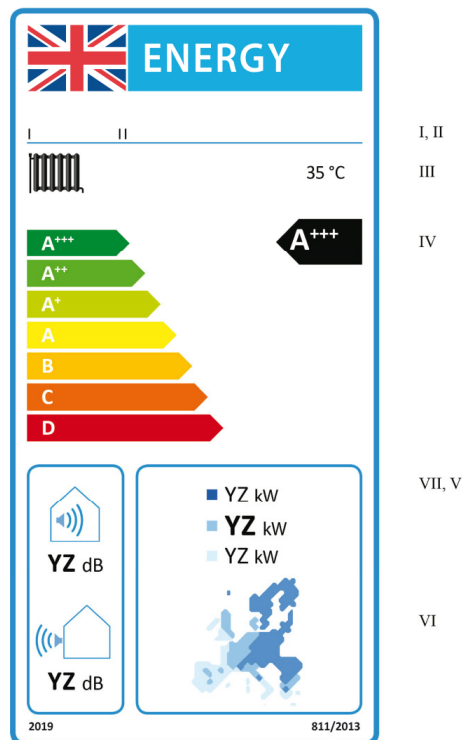 ENERGY
I II
I, II
35 °C
III
A+++
A+++
IV
A++
A+
A
B
C
D
VII, V
YZ kW
YZ kW
YZ dB
YZ kW
VI
YZ dB
2019 811/2013